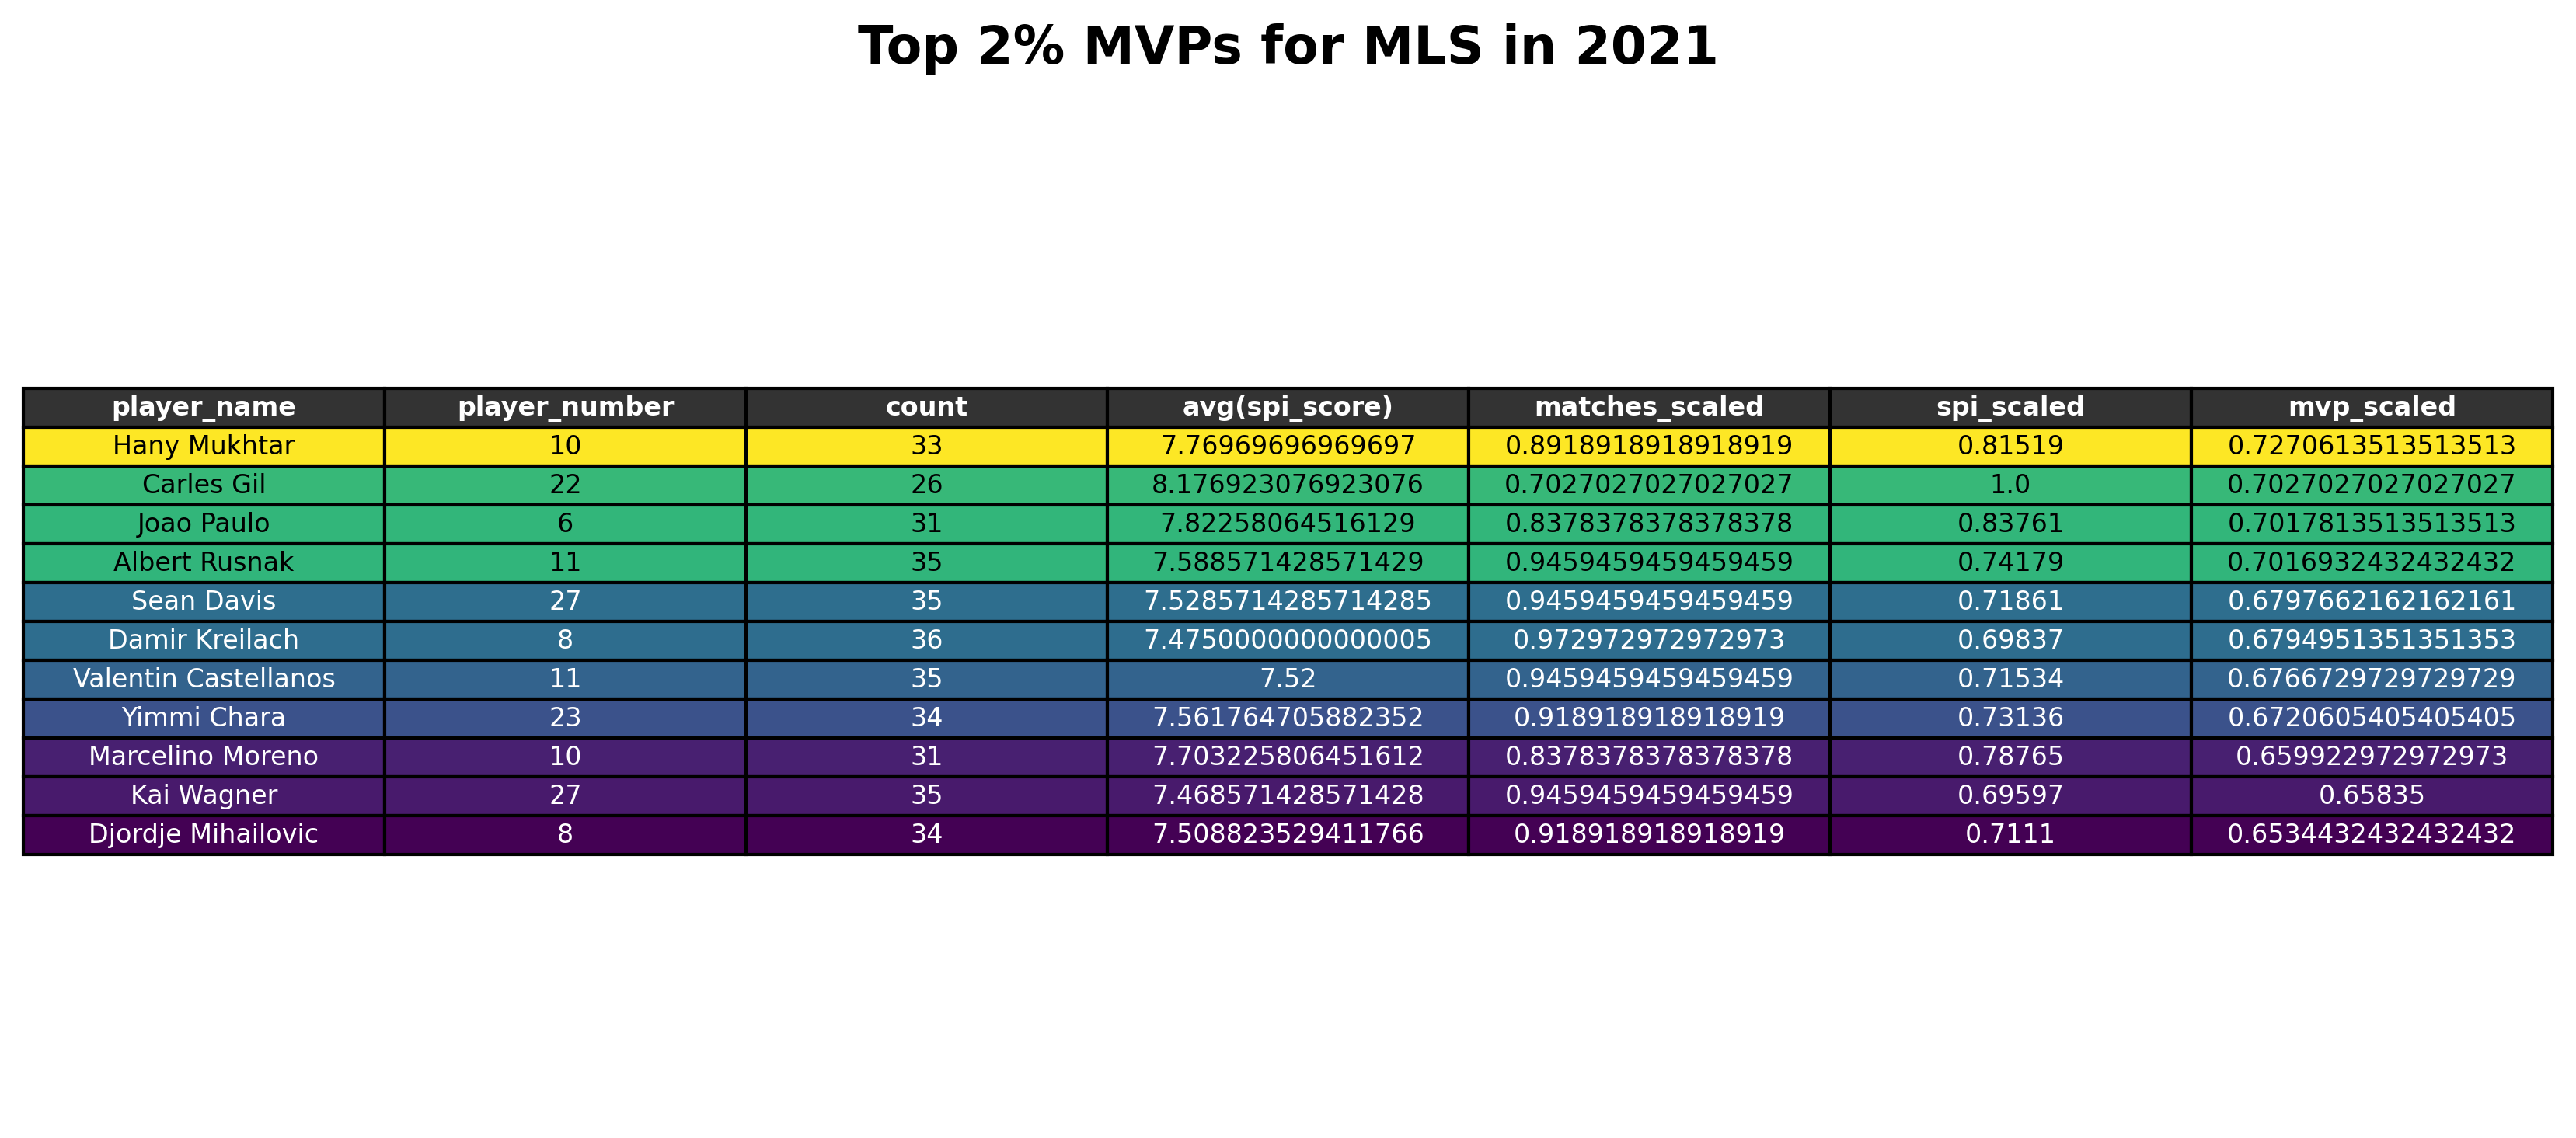 Top 2% MVPs for MLS in 2021
player_name player_number count avg(spi_score) matches_scaled spi_scaled mvp_scaled
Hany Mukhtar 10 33 7.76969696969697 0.8918918918918919 0.81519 0.7270613513513513
Carles Gil 22 26 8.176923076923076 0.7027027027027027 1.0 0.7027027027027027
Joao Paulo 6 31 7.82258064516129 0.8378378378378378 0.83761 0.7017813513513513
Albert Rusnak 11 35 7.588571428571429 0.9459459459459459 0.74179 0.7016932432432432
Sean Davis 27 35 7.5285714285714285 0.9459459459459459 0.71861 0.6797662162162161
Damir Kreilach 8 36 7.4750000000000005 0.972972972972973 0.69837 0.6794951351351353
Valentin Castellanos 11 35 7.52 0.9459459459459459 0.71534 0.6766729729729729
Yimmi Chara 23 34 7.561764705882352 0.918918918918919 0.73136 0.6720605405405405
Marcelino Moreno 10 31 7.703225806451612 0.8378378378378378 0.78765 0.659922972972973
Kai Wagner 27 35 7.468571428571428 0.9459459459459459 0.69597 0.65835
Djordje Mihailovic 8 34 7.508823529411766 0.918918918918919 0.7111 0.6534432432432432